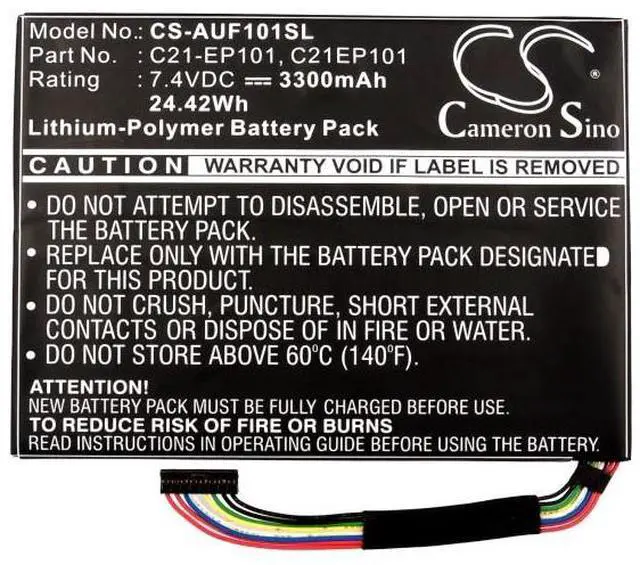 Model No.: CS-AUF101SL
Part No. : C21-EP101, C21EP101
Rating : 7.4VDC ⎓ 3300mAh
24.42Wh
Lithium-Polymer Battery Pack
CS
®
Cameron Sino
CAUTION WARRANTY VOID IF LABEL IS REMOVED
• DO NOT ATTEMPT TO DISASSEMBLE, OPEN OR SERVICE
THE BATTERY PACK.
• REPLACE ONLY WITH THE BATTERY PACK DESIGNATED
FOR THIS PRODUCT.
• DO NOT CRUSH, PUNCTURE, SHORT EXTERNAL
CONTACTS OR DISPOSE OF IN FIRE OR WATER.
• DO NOT STORE ABOVE 60°C (140°F).
ATTENTION!
NEW BATTERY PACK MUST BE FULLY CHARGED BEFORE USE.
TO REDUCE RISK OF FIRE OR BURNS
READ INSTRUCTIONS IN OPERATING GUIDE BEFORE USING THE BATTERY.